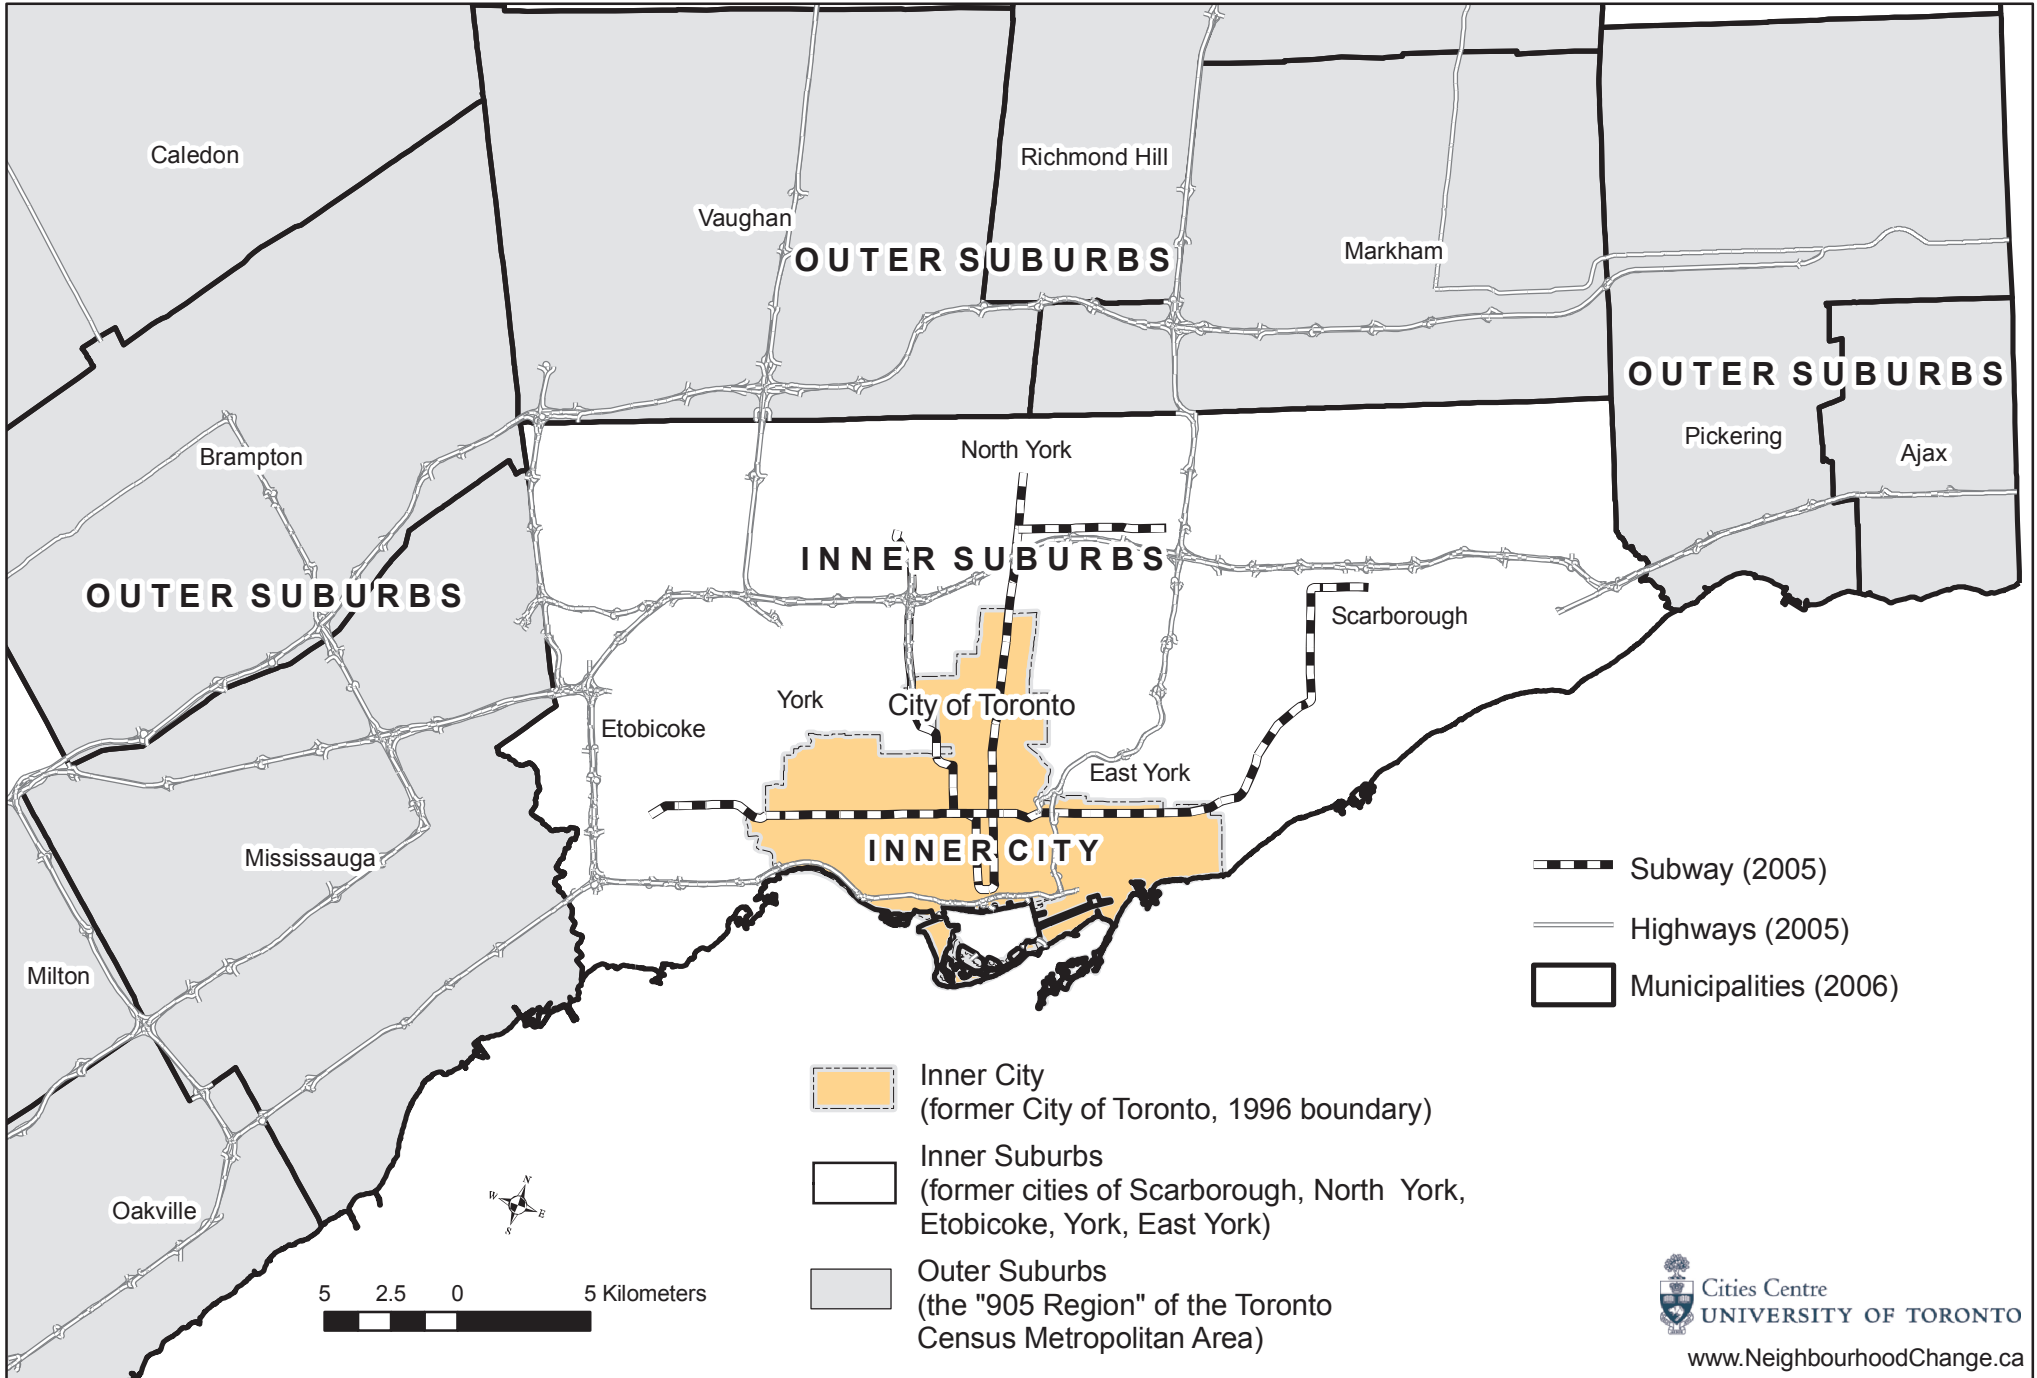 Caledon
Richmond Hill
Vaughan
OUTER SUBURBS
Markham
OUTER SUBURBS
Pickering
Ajax
North York
Brampton
INNER SUBURBS
OUTER SUBURBS
Scarborough
York
City of Toronto
Etobicoke
East York
INNER CITY
Mississauga
Milton
Oakville
Subway (2005)
Highways (2005)
Municipalities (2006)
Inner City
(former City of Toronto, 1996 boundary)
Inner Suburbs
(former cities of Scarborough, North York,
Etobicoke, York, East York)
Outer Suburbs
(the "905 Region" of the Toronto
Census Metropolitan Area)
N
W
E
S
5 2.5 0 5 Kilometers
Cities Centre
UNIVERSITY OF TORONTO
www.NeighbourhoodChange.ca